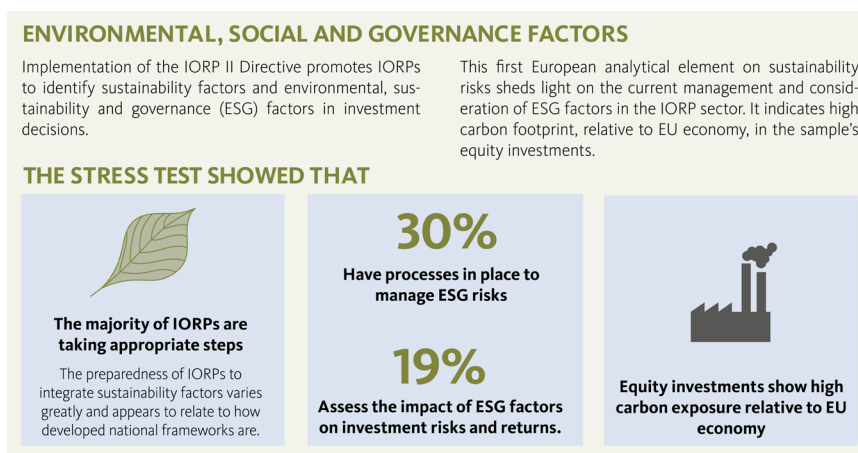 ENVIRONMENTAL, SOCIAL AND GOVERNANCE FACTORS
Implementation of the IORP II Directive promotes IORPs
to identify sustainability factors and environmental, sus-
tainability and governance (ESG) factors in investment
decisions.
This first European analytical element on sustainability
risks sheds light on the current management and consid-
eration of ESG factors in the IORP sector. It indicates high
carbon footprint, relative to EU economy, in the sample's
equity investments.
THE STRESS TEST SHOWED THAT
The majority of IORPs are
taking appropriate steps
The preparedness of IORPs to
integrate sustainability factors varies
greatly and appears to relate to how
developed national frameworks are.
30%
Have processes in place to
manage ESG risks
19%
Assess the impact of ESG factors
on investment risks and returns.
Equity investments show high
carbon exposure relative to EU
economy